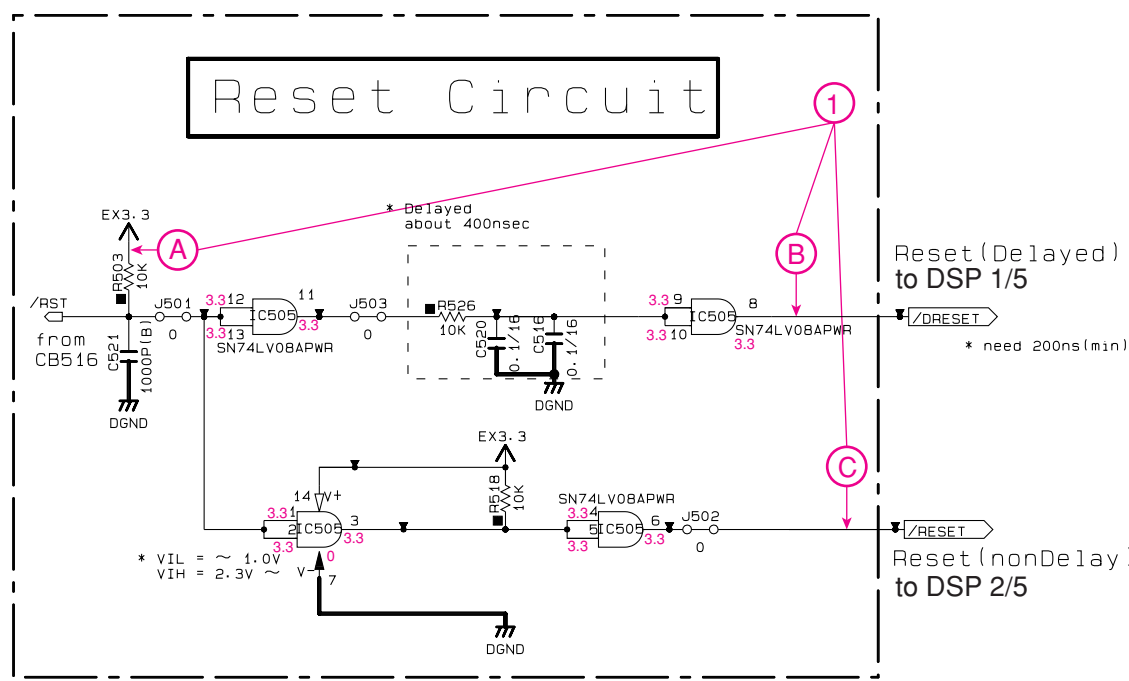 Reset Circuit
1
* Delayed
about 400nsec
EX3.3
A
B
Reset(Delayed)
to DSP 1/5
R503
10K
/RST
J501
0
3.3
12
11
IC505
3.3
13
3.3
SN74LV08APWR
J503
0
R526
10K
C520
0.1/16
C516
0.1/16
3.3
9
8
IC505
3.3
10
3.3
SN74LV08APWR
/DRESET
* need 200ns(min)
from
CB516
C521
1000P(B)
DGND
DGND
EX3.3
C
R518
10K
14
V+
3.3
1
3
IC505
2
3.3
3.3
0
V-
7
SN74LV08APWR
3.3
4
6
IC505
5
3.3
3.3
J502
0
/RESET
* VIL = ~ 1.0V
VIH = 2.3V ~
Reset(nonDelay)
to DSP 2/5
DGND